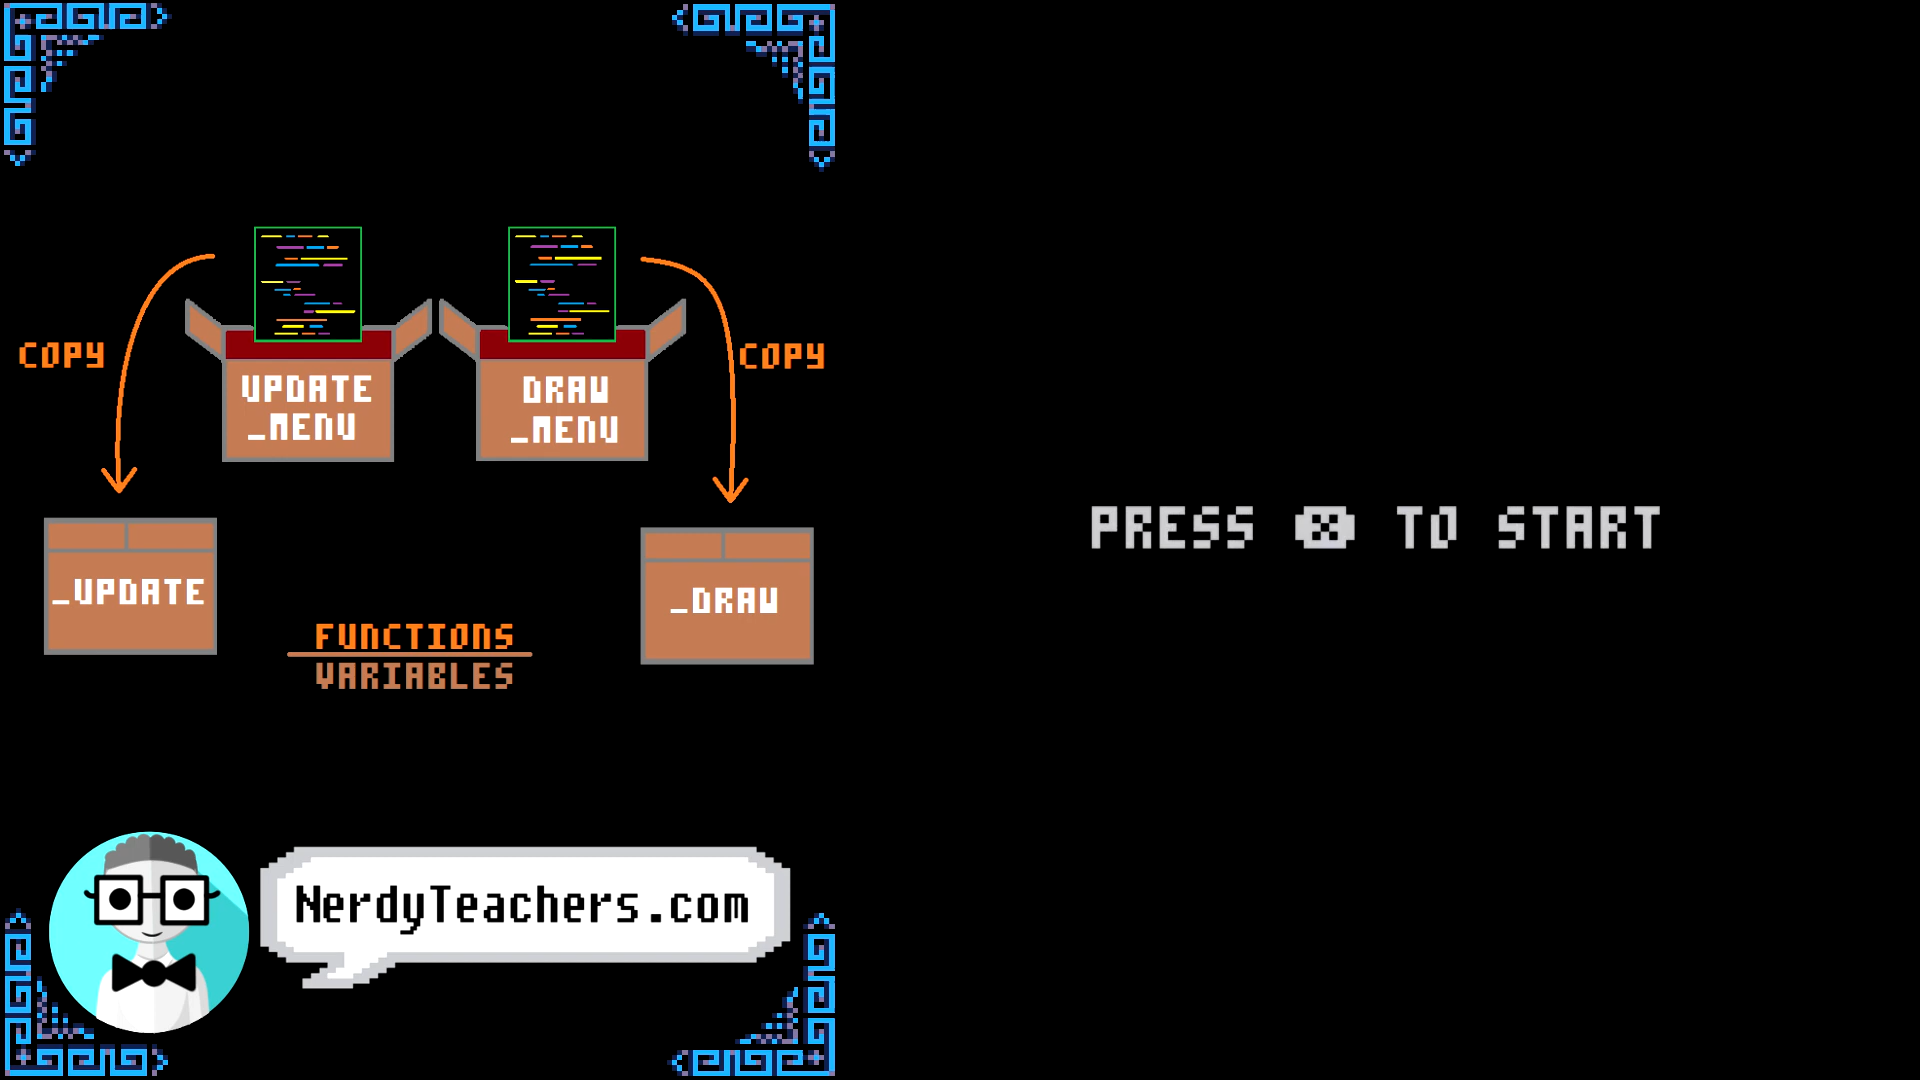 COPY
UPDATE
_MENU
DRAW
_MENU
COPY
_UPDATE
_DRAW
FUNCTIONS
VARIABLES
NerdyTeachers.com
PRESS ❎ TO START